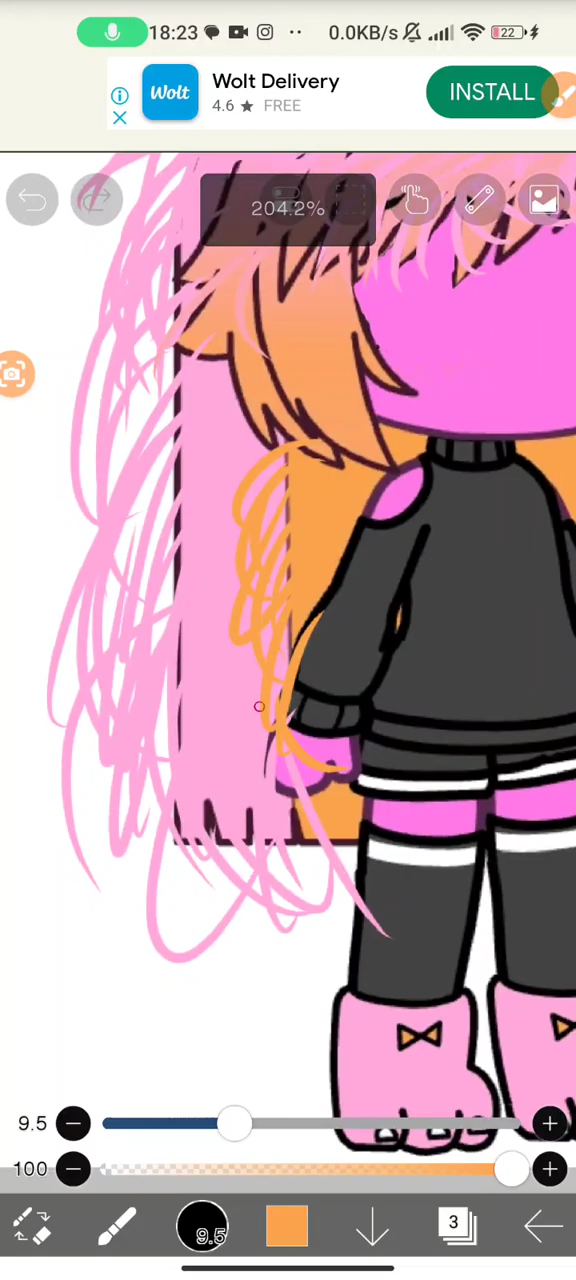 18:23 0.0KB/s 22
Wolt Wolt Delivery INSTALL
4.6 ★ FREE
204.2%
9.5
100
9.5 3